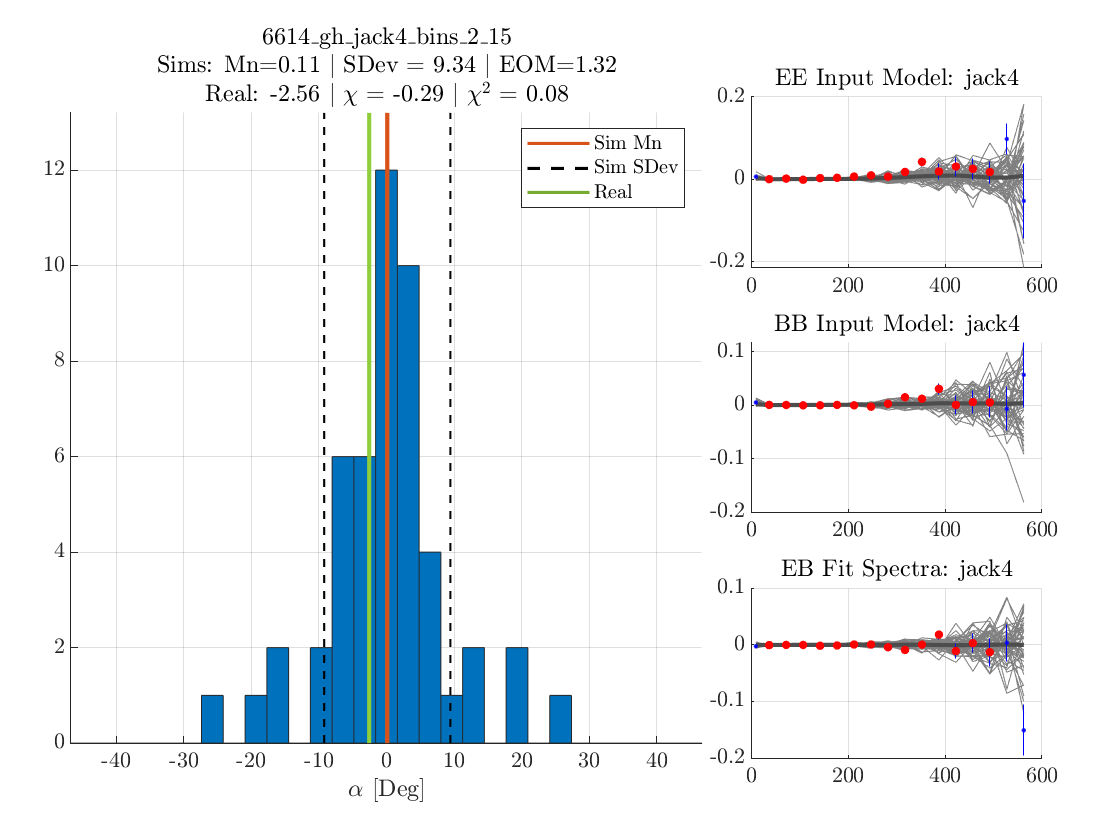 6614_gh_jack4_bins_2_15
Sims: Mn=0.11 | SDev = 9.34 | EOM=1.32
Real: -2.56 | χ = -0.29 | χ² = 0.08
Sim Mn
Sim SDev
Real
12
10
8
6
4
2
0
-40 -30 -20 -10 0 10 20 30 40
α [Deg]
EE Input Model: jack4
0.2
0
-0.2
0 200 400 600
BB Input Model: jack4
0.1
0
-0.1
-0.2
0 200 400 600
EB Fit Spectra: jack4
0.1
0
-0.1
-0.2
0 200 400 600